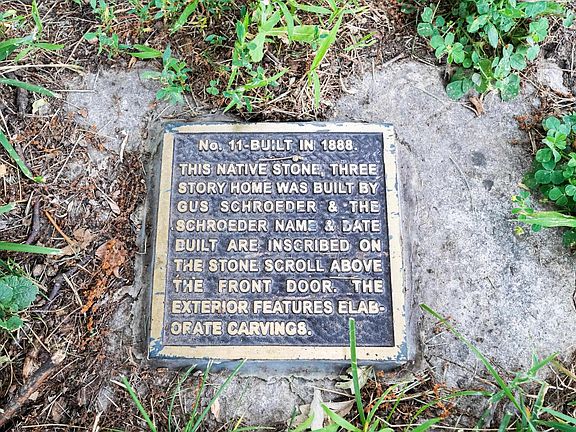 No. 11-BUILT IN 1888.
THIS NATIVE STONE, THREE
STORY HOME WAS BUILT BY
GUS SCHROEDER & THE
SCHROEDER NAME & DATE
BUILT ARE INSCRIBED ON
THE STONE SCROLL ABOVE
THE FRONT DOOR. THE
EXTERIOR FEATURES ELAB-
ORATE CARVINGS.